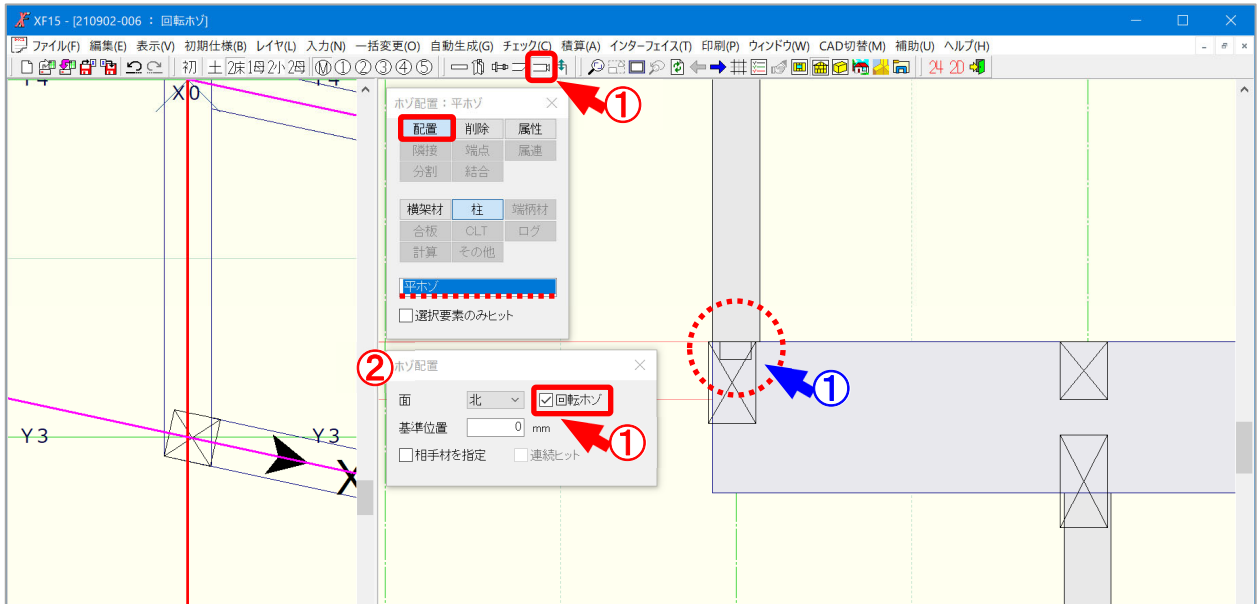 XF15 - [210902-006 : 回転ホゾ]
ファイル(F) 編集(E) 表示(V) 初期仕様(B) レイヤ(L) 入力(N) 一括変更(O) 自動生成(G) チェック(C) 積算(A) インターフェイス(T) 印刷(P) ウィンドウ(W) CAD切替(M) 補助(U) ヘルプ(H)
初 土 2床 1母 2小 2母 Ⓜ ① ② ③ ④ ⑤ 24 2D
①
X0
Y4
ホゾ配置：平ホゾ
配置 削除 属性
隣接 端点 属連
分割 結合
横架材 柱 端柄材
合板 CLT ログ
計算 その他
平ホゾ
選択要素のみヒット
②
ホゾ配置
面 北 回転ホゾ
基準位置 0 mm
①
相手材を指定 連続ヒット
①
Y3
Y3
X